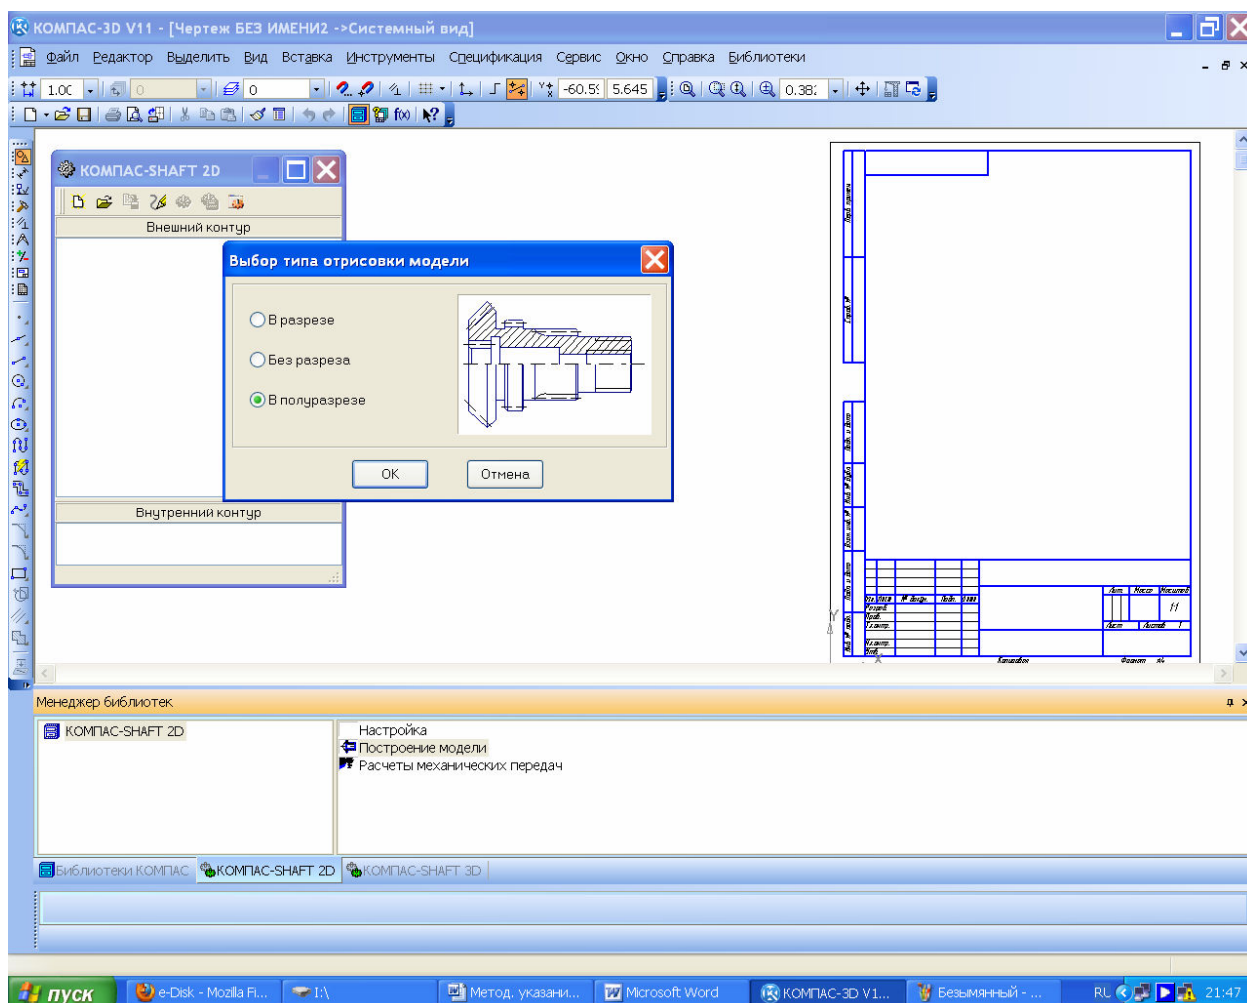 КОМПАС-3D V11 - [Чертеж БЕЗ ИМЕНИ2 ->Системный вид]
Файл Редактор Выделить Вид Вставка Инструменты Спецификация Сервис Окно Справка Библиотеки
1.0 0 0 -60.5 5.645 0.38
f(x)
КОМПАС-SHAFT 2D
Внешний контур
Выбор типа отрисовки модели
В разрезе
Без разреза
В полуразрезе
ОК Отмена
Внутренний контур
Лит. Масса Масштаб
1:1
Лист Листов 1
Копировал Формат А4
Y
X
Менеджер библиотек
КОМПАС-SHAFT 2D
Настройка
Построение модели
Расчеты механических передач
Библиотеки КОМПАС КОМПАС-SHAFT 2D КОМПАС-SHAFT 3D
пуск e-Disk - Mozilla Fi... I:\ Метод. указани... Microsoft Word КОМПАС-3D V1... Безымянный - ... RU 21:47